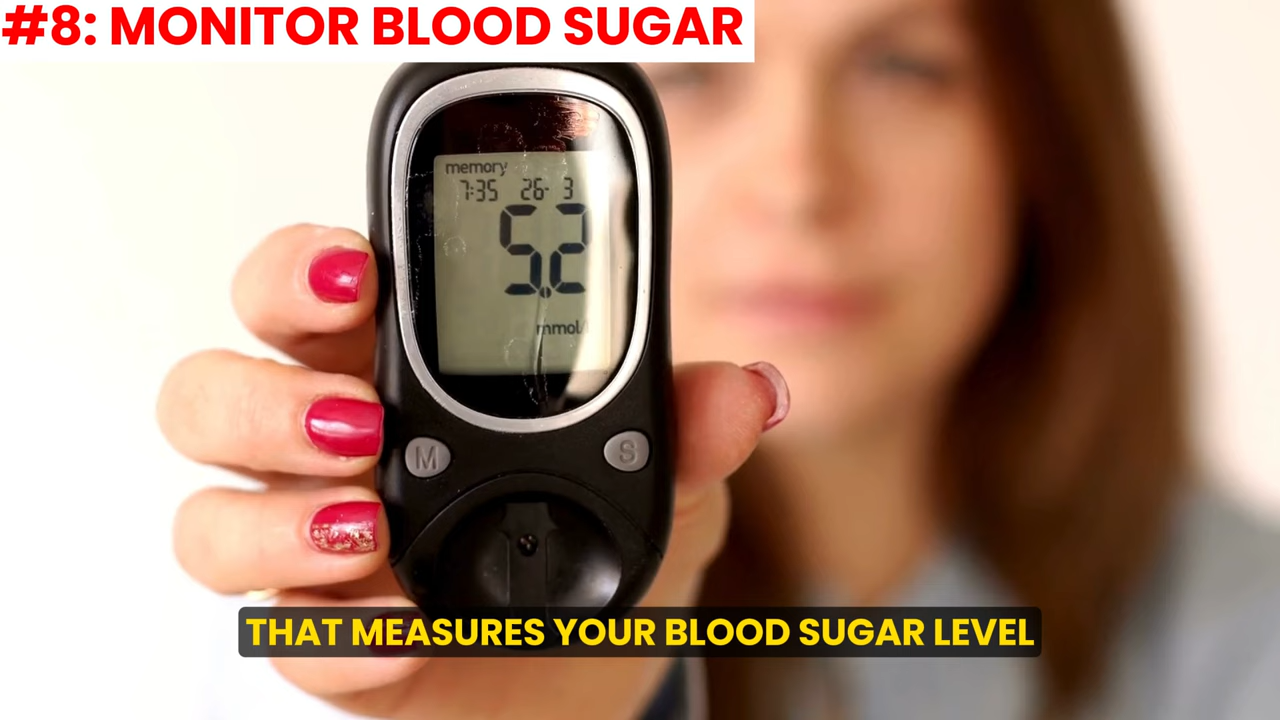 #8: MONITOR BLOOD SUGAR
memory
7:35 26- 3
5.2
mmol/l
M S
THAT MEASURES YOUR BLOOD SUGAR LEVEL